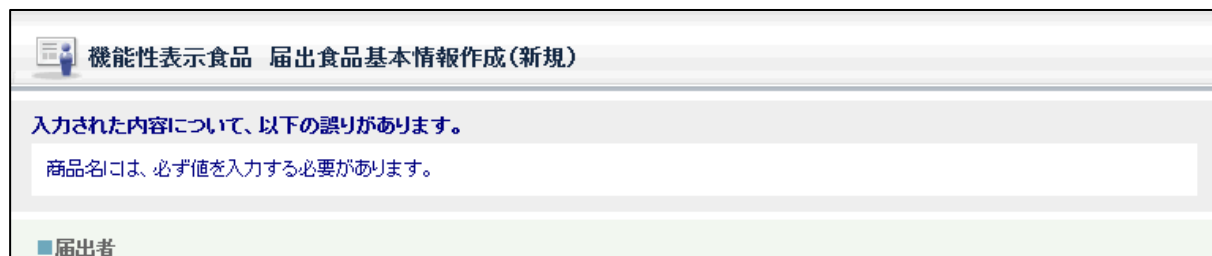 機能性表示食品 届出食品基本情報作成(新規)
入力された内容について、以下の誤りがあります。
商品名には、必ず値を入力する必要があります。
■届出者